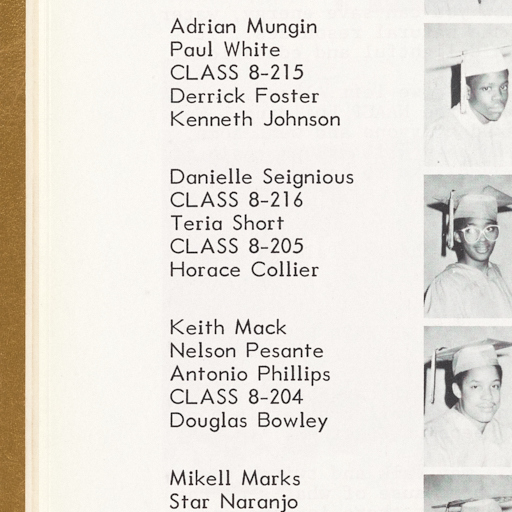 Adrian Mungin
Paul White
CLASS 8-215
Derrick Foster
Kenneth Johnson
Danielle Seignious
CLASS 8-216
Teria Short
CLASS 8-205
Horace Collier
Keith Mack
Nelson Pesante
Antonio Phillips
CLASS 8-204
Douglas Bowley
Mikell Marks
Star Naranjo